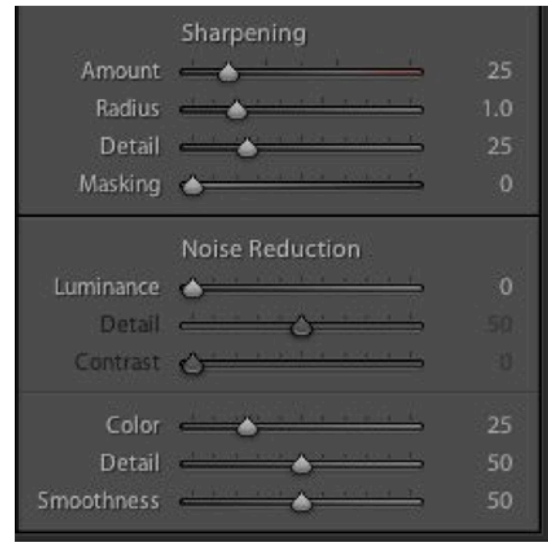 Sharpening
Amount 25
Radius 1.0
Detail 25
Masking 0
Noise Reduction
Luminance 0
Detail 50
Contrast 0
Color 25
Detail 50
Smoothness 50